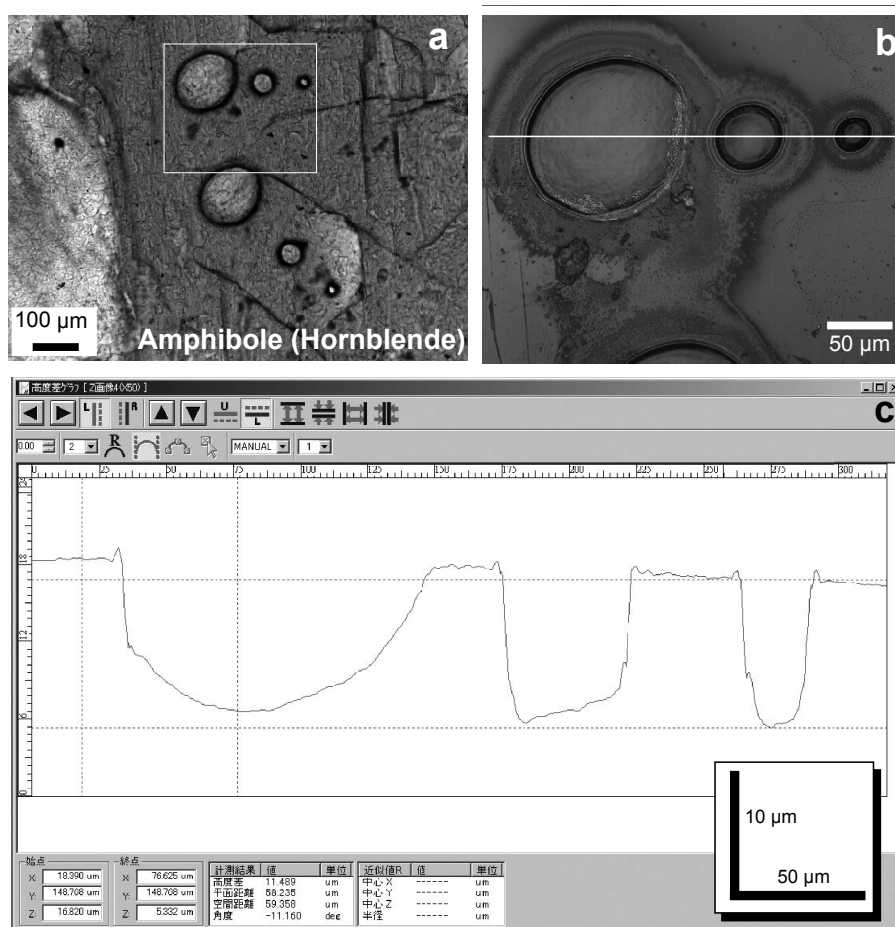 a
100 µm
Amphibole (Hornblende)
b
50 µm
高度差グラフ [ Z画像40X50) ]
C
L
R
U
L
0.00
2
R
MANUAL
1
0 25 50 75 100 125 150 175 200 225 250 275 300
24
18
12
6
0
10 µm
50 µm
始点
X: 18.390 um
Y: 148.708 um
Z: 16.820 um
終点
X: 76.625 um
Y: 148.708 um
Z: 5.332 um
計測結果 値 単位
高度差 11.489 um
平面距離 58.235 um
空間距離 59.358 um
角度 -11.160 deg
近似値R 値 単位
中心X ------ um
中心Y ------ um
中心Z ------ um
半径 ------ um